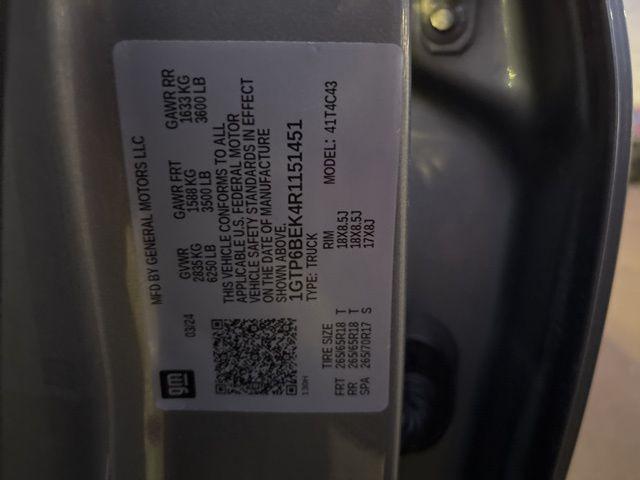 gm
MFD BY GENERAL MOTORS LLC
03/24
GVWR GAWR FRT GAWR RR
2835 KG 1588 KG 1633 KG
6250 LB 3500 LB 3600 LB
THIS VEHICLE CONFORMS TO ALL
APPLICABLE U.S. FEDERAL MOTOR
VEHICLE SAFETY STANDARDS IN EFFECT
ON THE DATE OF MANUFACTURE
SHOWN ABOVE.
1GTP6BEK4R1151451
TYPE: TRUCK MODEL: 41T4C43
TIRE SIZE RIM
FRT 265/65R18 T 18X8.5J
RR 265/65R18 T 18X8.5J
SPA 265/70R17 S 17X8J